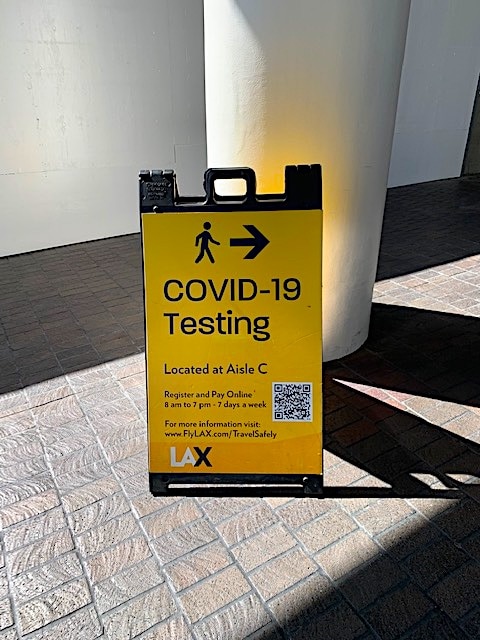 COVID-19
Testing
Located at Aisle C
Register and Pay Online
8 am to 7 pm - 7 days a week
For more information visit:
www.FlyLAX.com/TravelSafely
LAX